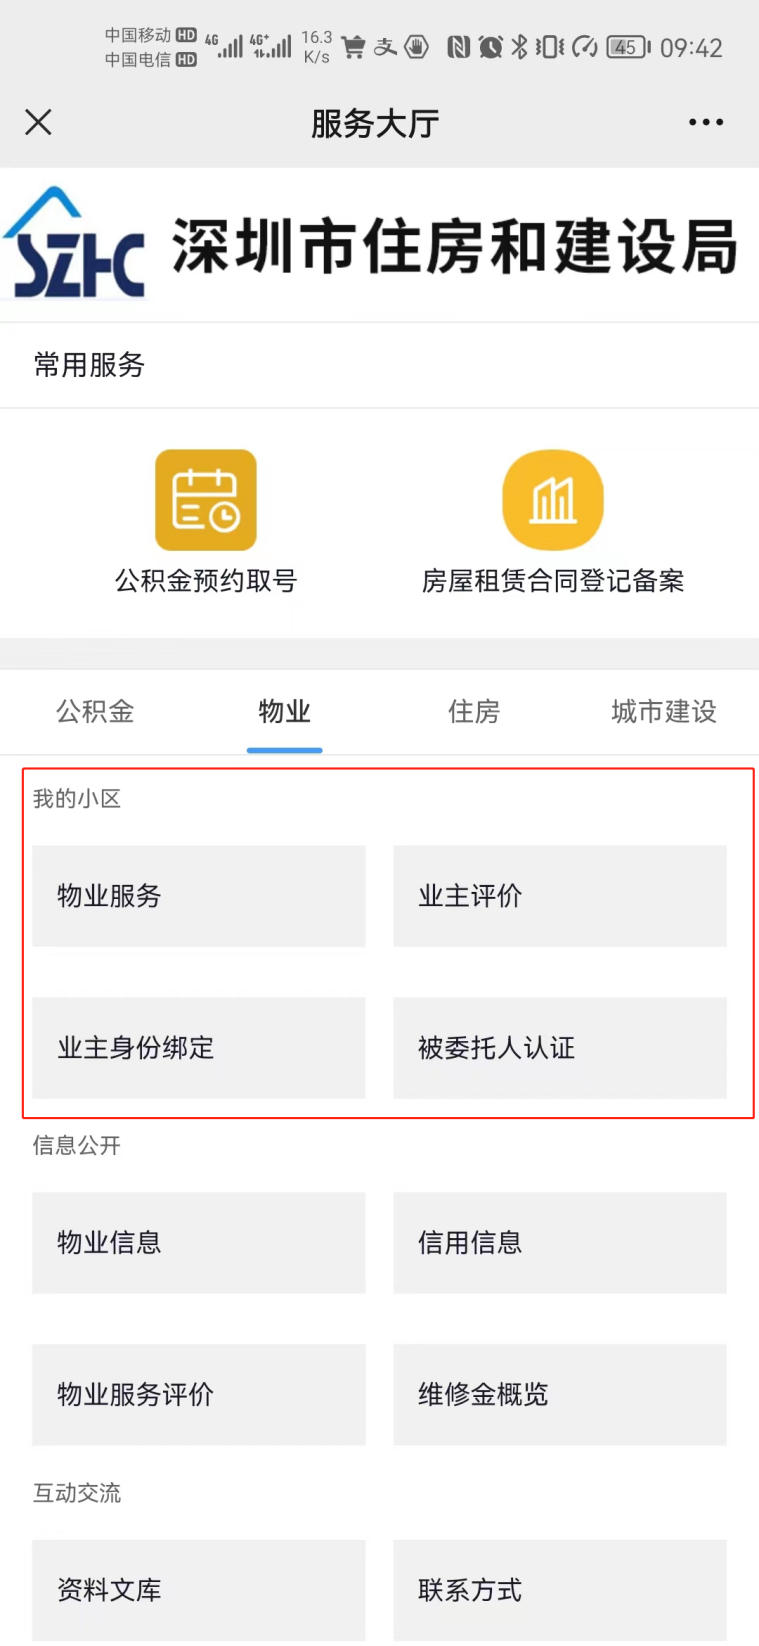 中国移动 HD 4G 4G+ 16.3 K/s 支 N 45 09:42
中国电信 HD
服务大厅
SZHC 深圳市住房和建设局
常用服务
公积金预约取号 房屋租赁合同登记备案
公积金 物业 住房 城市建设
我的小区
物业服务 业主评价
业主身份绑定 被委托人认证
信息公开
物业信息 信用信息
物业服务评价 维修金概览
互动交流
资料文库 联系方式